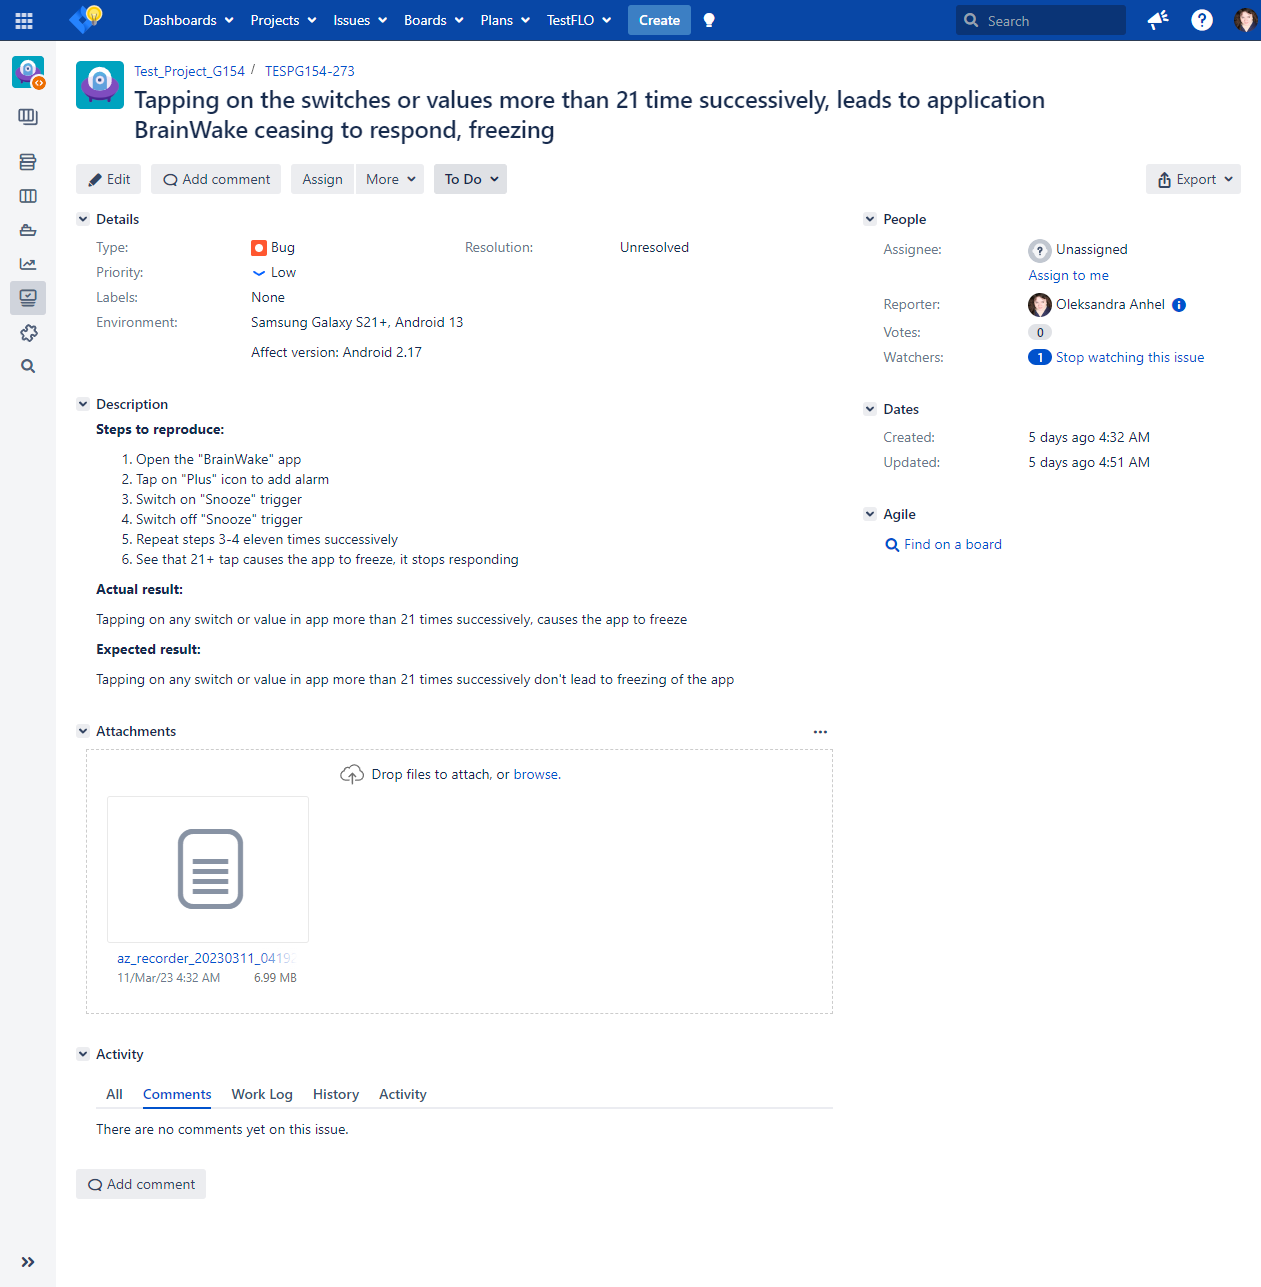 Dashboards Projects Issues Boards Plans TestFLO Create Search
Test_Project_G154 / TESPG154-273
Tapping on the switches or values more than 21 time successively, leads to application
BrainWake ceasing to respond, freezing
Edit Add comment Assign More To Do Export
Details
Type: Bug Resolution: Unresolved
Priority: Low
Labels: None
Environment: Samsung Galaxy S21+, Android 13
Affect version: Android 2.17
Description
Steps to reproduce:
1. Open the "BrainWake" app
2. Tap on "Plus" icon to add alarm
3. Switch on "Snooze" trigger
4. Switch off "Snooze" trigger
5. Repeat steps 3-4 eleven times successively
6. See that 21+ tap causes the app to freeze, it stops responding
Actual result:
Tapping on any switch or value in app more than 21 times successively, causes the app to freeze
Expected result:
Tapping on any switch or value in app more than 21 times successively don't lead to freezing of the app
Attachments
Drop files to attach, or browse.
az_recorder_20230311_0419
11/Mar/23 4:32 AM 6.99 MB
Activity
All Comments Work Log History Activity
There are no comments yet on this issue.
Add comment
People
Assignee: Unassigned
Assign to me
Reporter: Oleksandra Anhel
Votes: 0
Watchers: 1 Stop watching this issue
Dates
Created: 5 days ago 4:32 AM
Updated: 5 days ago 4:51 AM
Agile
Find on a board